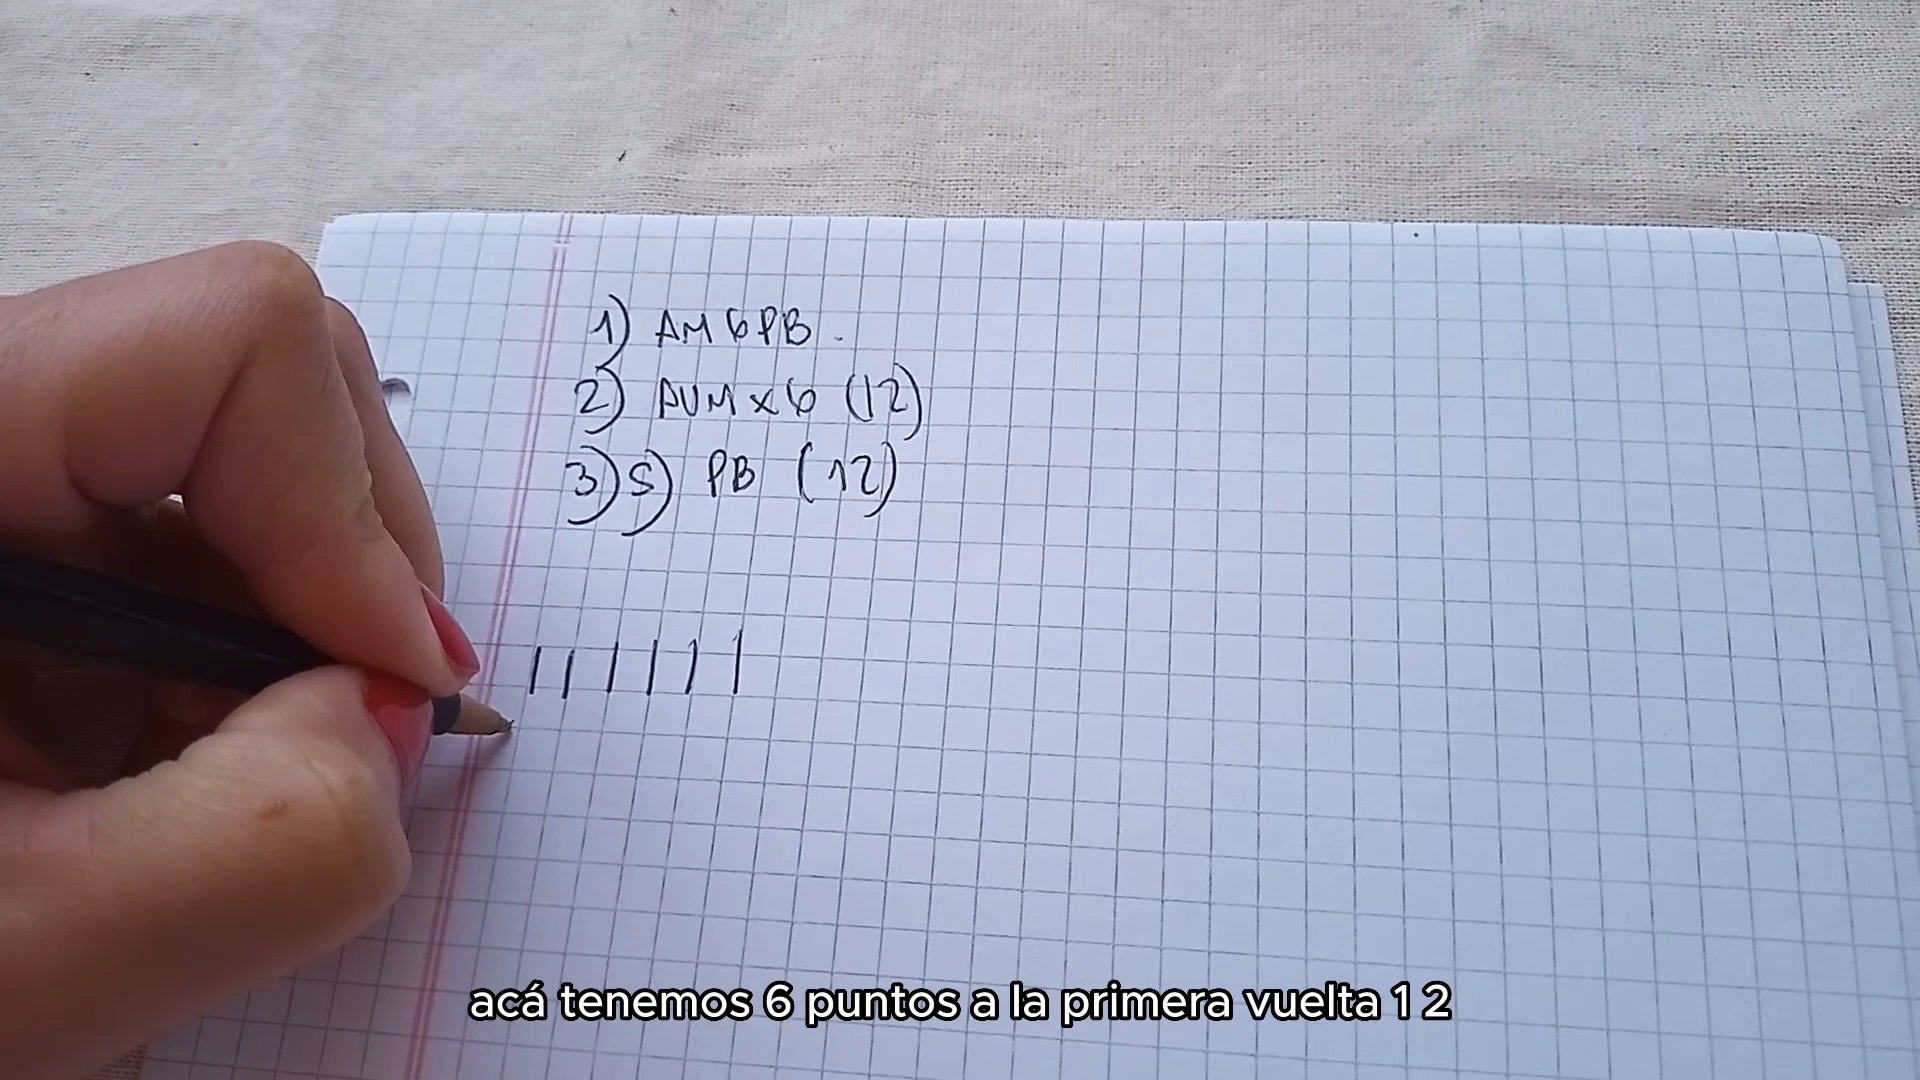 1) AM 6 PB.
2) AUM x 6 (12)
3) 5) PB (12)
acá tenemos 6 puntos a la primera vuelta 1 2